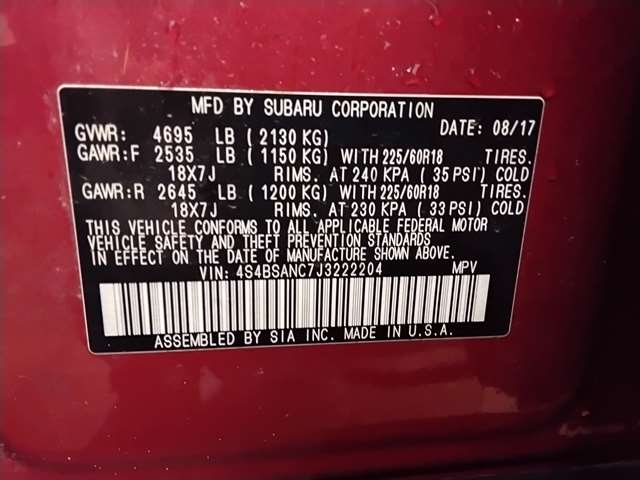 MFD BY SUBARU CORPORATION
GVWR: 4695 LB (2130 KG) DATE: 08/17
GAWR:F 2535 LB (1150 KG) WITH 225/60R18 TIRES.
18X7J RIMS. AT 240 KPA (35 PSI) COLD
GAWR:R 2645 LB (1200 KG) WITH 225/60R18 TIRES.
18X7J RIMS. AT 230 KPA (33 PSI) COLD
THIS VEHICLE CONFORMS TO ALL APPLICABLE FEDERAL MOTOR
VEHICLE SAFETY AND THEFT PREVENTION STANDARDS
IN EFFECT ON THE DATE OF MANUFACTURE SHOWN ABOVE.
VIN: 4S4BSANC7J3222204 MPV
ASSEMBLED BY SIA INC. MADE IN U.S.A.